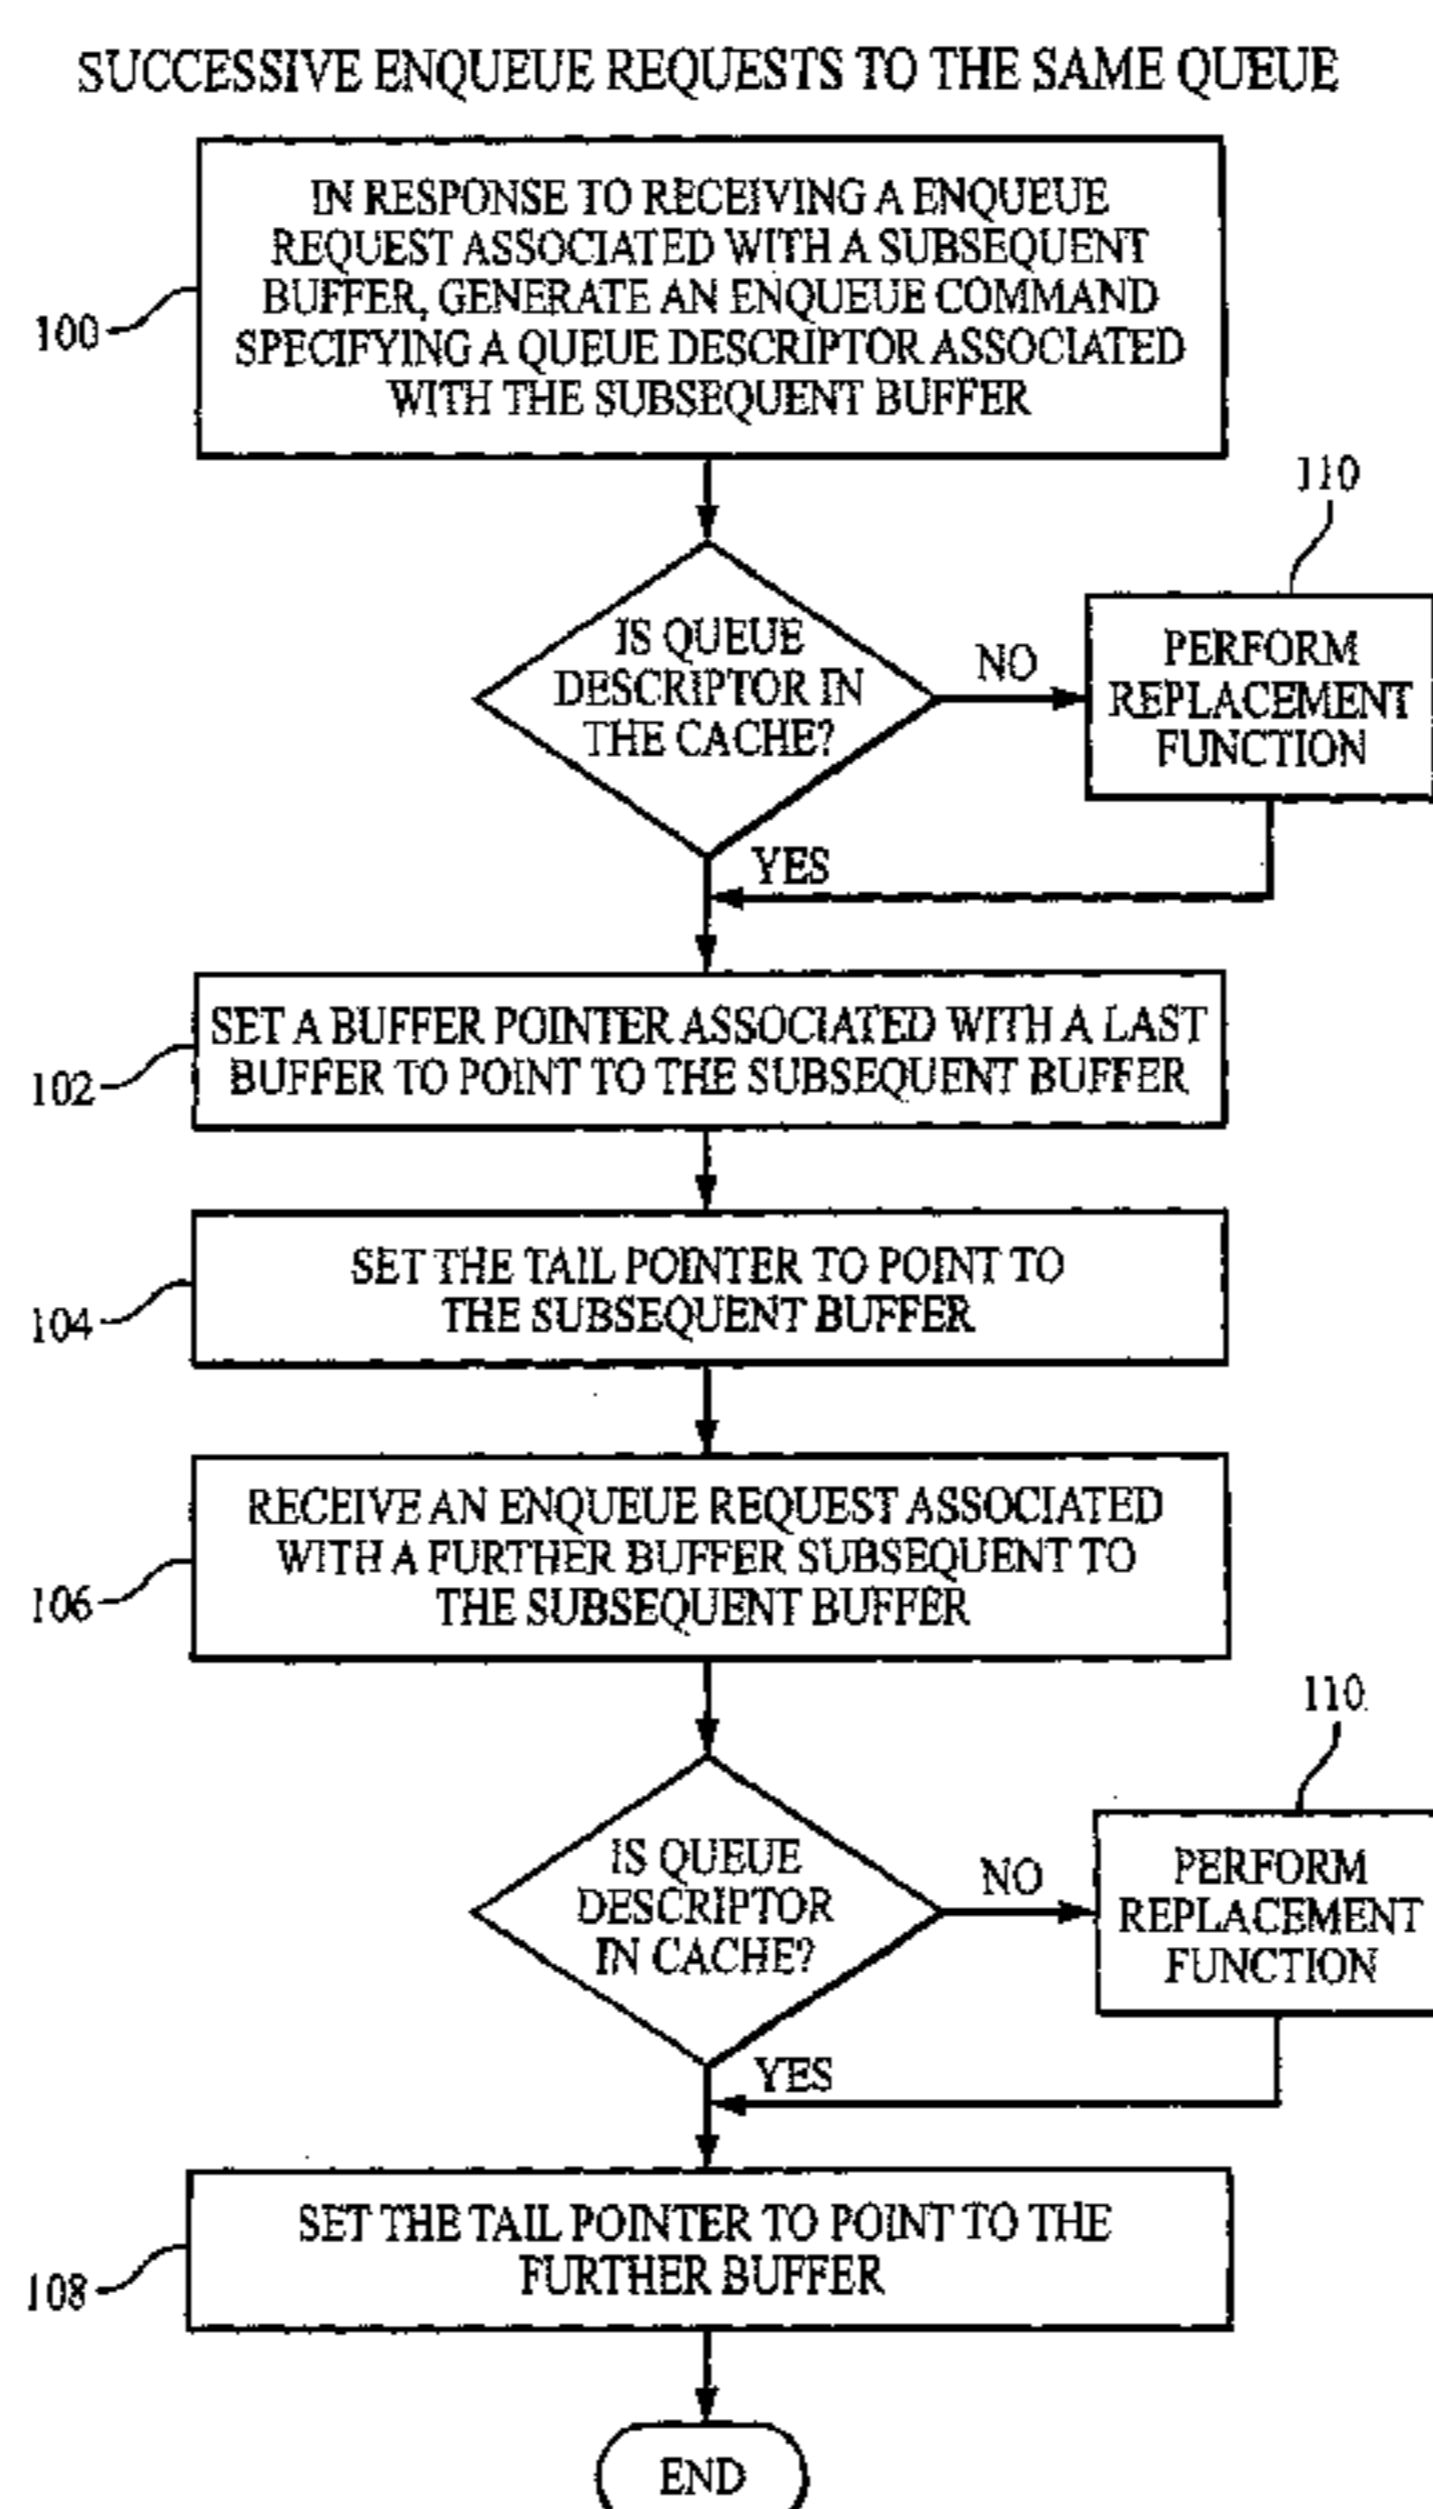 SUCCESSIVE ENQUEUE REQUESTS TO THE SAME QUEUE
IN RESPONSE TO RECEIVING A ENQUEUE
REQUEST ASSOCIATED WITH A SUBSEQUENT
BUFFER, GENERATE AN ENQUEUE COMMAND
SPECIFYING A QUEUE DESCRIPTOR ASSOCIATED
WITH THE SUBSEQUENT BUFFER
100
110
IS QUEUE
DESCRIPTOR IN
THE CACHE?
NO
PERFORM
REPLACEMENT
FUNCTION
YES
SET A BUFFER POINTER ASSOCIATED WITH A LAST
BUFFER TO POINT TO THE SUBSEQUENT BUFFER
102
SET THE TAIL POINTER TO POINT TO
THE SUBSEQUENT BUFFER
104
RECEIVE AN ENQUEUE REQUEST ASSOCIATED
WITH A FURTHER BUFFER SUBSEQUENT TO
THE SUBSEQUENT BUFFER
106
110
IS QUEUE
DESCRIPTOR
IN CACHE?
NO
PERFORM
REPLACEMENT
FUNCTION
YES
SET THE TAIL POINTER TO POINT TO THE
FURTHER BUFFER
108
END